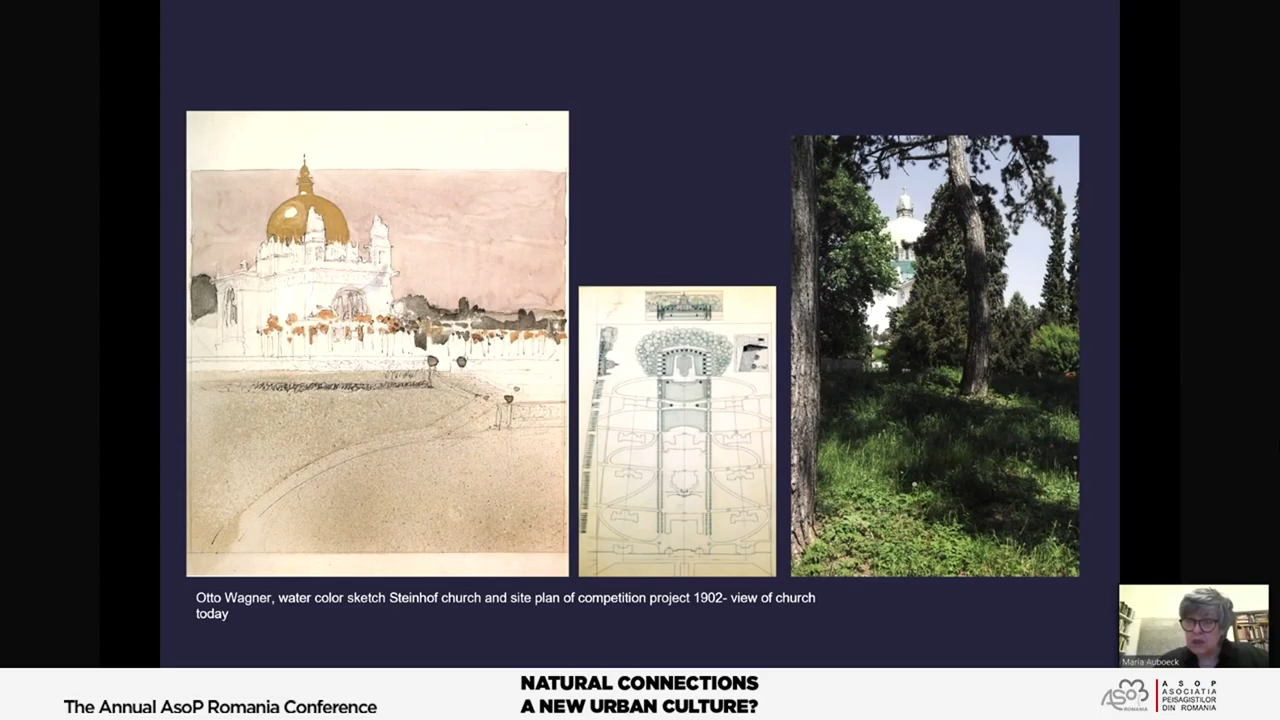 Otto Wagner, water color sketch Steinhof church and site plan of competition project 1902- view of church
today
Maria Auboeck
The Annual AsoP Romania Conference
NATURAL CONNECTIONS
A NEW URBAN CULTURE?
ASOP
ROMANIA
A S O P
ASOCIATIA
PEISAGISTILOR
DIN ROMANIA